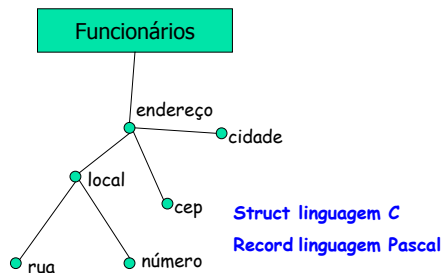 Funcionários
endereço
cidade
local
cep
Struct linguagem C
Record linguagem Pascal
rua
número